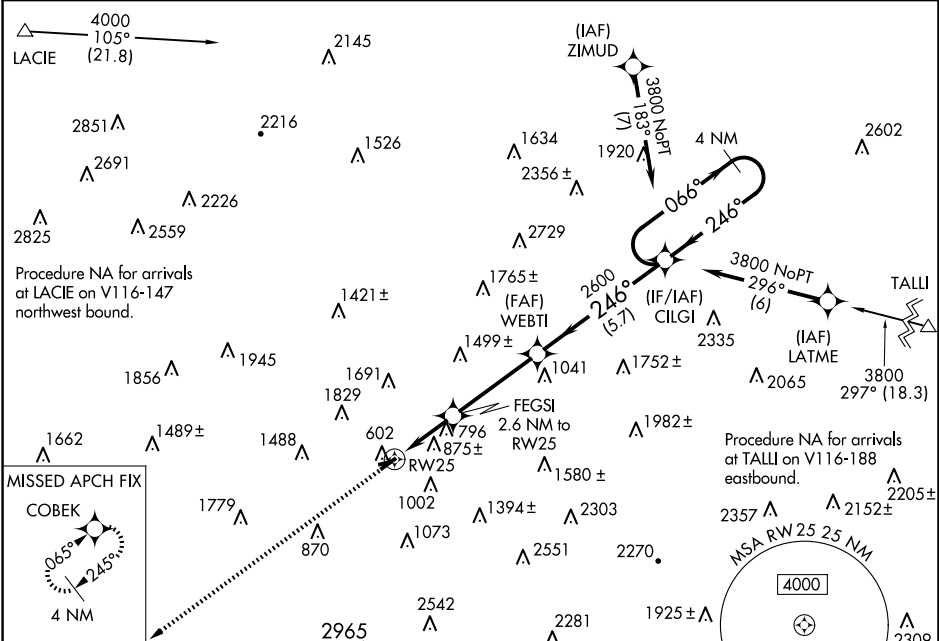 4000
105°
(21.8)
LACIE
2145
(IAF)
ZIMUD
3800 NoPT
183°
(7)
4 NM
2851
2216
1526
1634
1920
2602
2691
2356 ±
066°
2226
246°
2825
2559
2729
Procedure NA for arrivals
at LACIE on V116-147
northwest bound.
1765 ±
3800 NoPT
296°
(6)
TALLI
2600
246°
(5.7)
(IF/IAF)
CILGI
1421 ±
(FAF)
WEBTI
2335
(IAF)
LATME
1499 ±
1945
1856
1691
1041
1752 ±
2065
3800
297° (18.3)
1829
FEGSI
2.6 NM to
RW25
796
1982 ±
1662
1489 ±
1488
602
875 ±
RW25
Procedure NA for arrivals
at TALLI on V116-188
eastbound.
1580 ±
MISSED APCH FIX
COBEK
065°
245°
4 NM
1002
2205 ±
1779
1394 ±
2303
2357
2152 ±
870
1073
MSA RW25 25 NM
2551
2270
4000
2542
2965
2281
1925 ±
2309